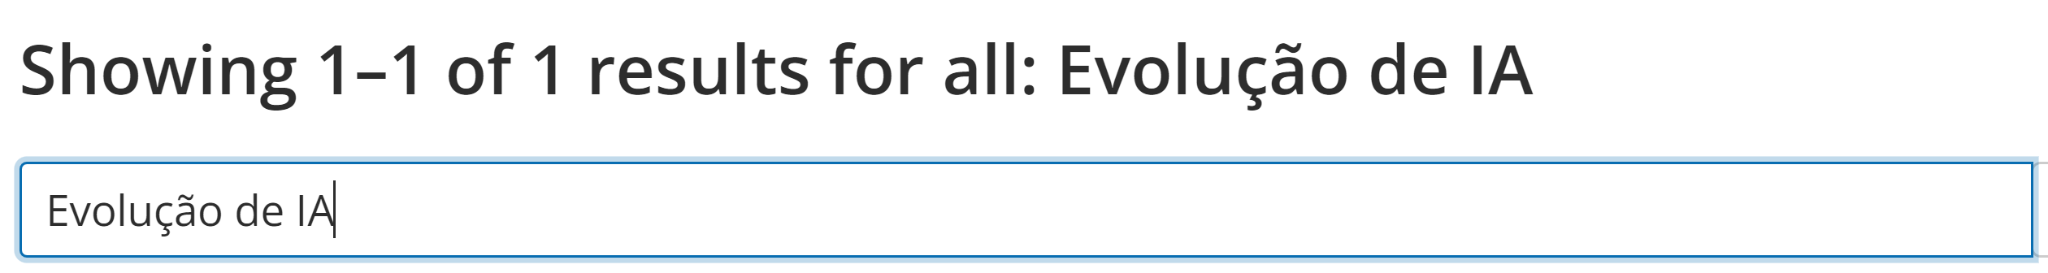 Showing 1–1 of 1 results for all: Evolução de IA
Evolução de IA